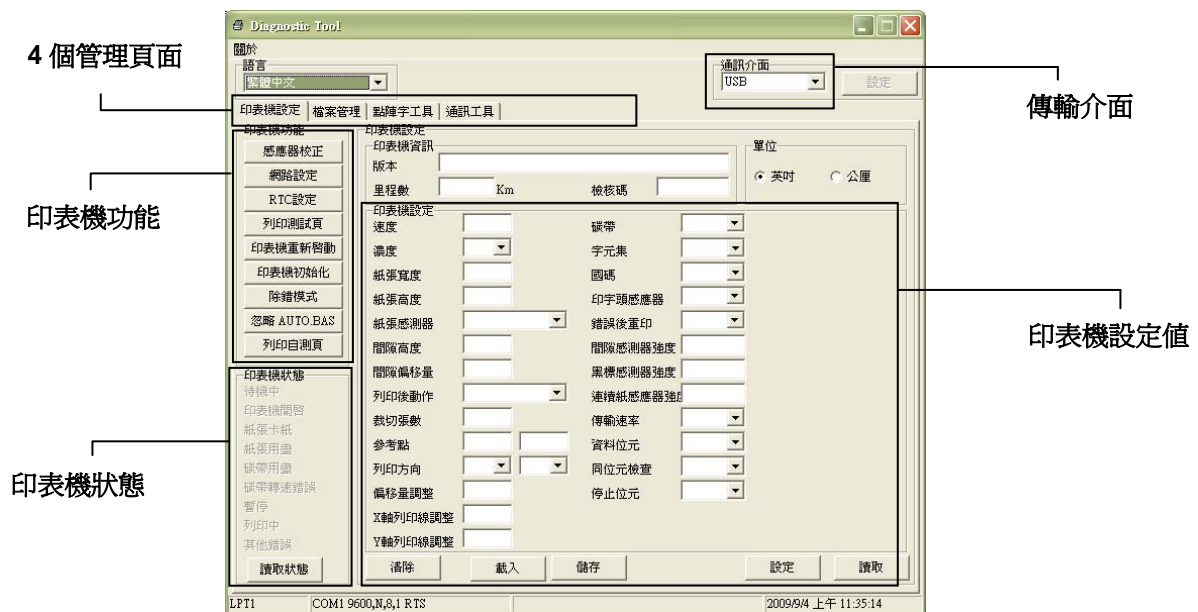 Diagnostic Tool
關於
4 個管理頁面
語言
繁體中文
通訊介面
USB
設定
傳輸介面
印表機設定 檔案管理 點陣字工具 通訊工具
印表機功能
感應器校正
網路設定
RTC設定
列印測試頁
印表機重新啓動
印表機初始化
除錯模式
忽略 AUTO.BAS
列印自測頁
印表機功能
印表機設定
印表機資訊
版本
里程數 Km 檢核碼
單位
英吋 公厘
印表機設定
速度 碳帶
濃度 字元集
紙張寬度 國碼
紙張高度 印字頭感應器
紙張感測器 錯誤後重印
間隙高度 間隙感測器強度
間隙偏移量 黑標感測器強度
列印後動作 連續紙感應器強度
裁切張數 傳輸速率
參考點 資料位元
列印方向 同位元檢查
偏移量調整 停止位元
X軸列印線調整
Y軸列印線調整
清除 載入 儲存 設定 讀取
印表機設定值
印表機狀態
待機中
印表機開啓
紙張卡紙
紙張用盡
碳帶用盡
碳帶轉速錯誤
暫停
列印中
其他錯誤
讀取狀態
印表機狀態
LPT1 COM1 9600,N,8,1 RTS 2009/9/4 上午 11:35:14